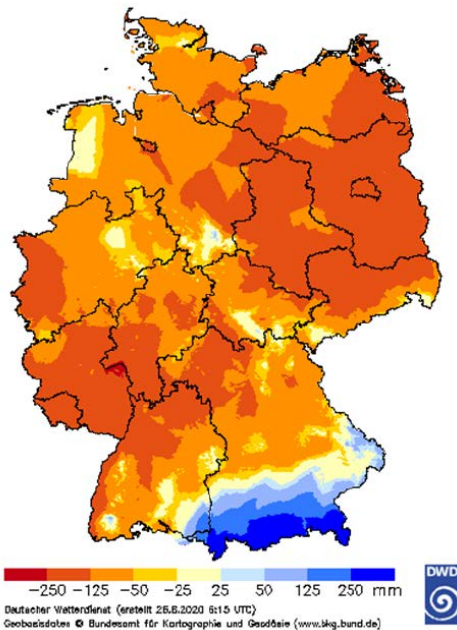 -250 -125 -50 -25 25 50 125 250 mm
DWD
Deutscher Wetterdienst (erstellt 26.8.2020 6:15 UTC)
Geobasisdaten © Bundesamt für Kartographie und Geodäsie (www.bkg.bund.de)